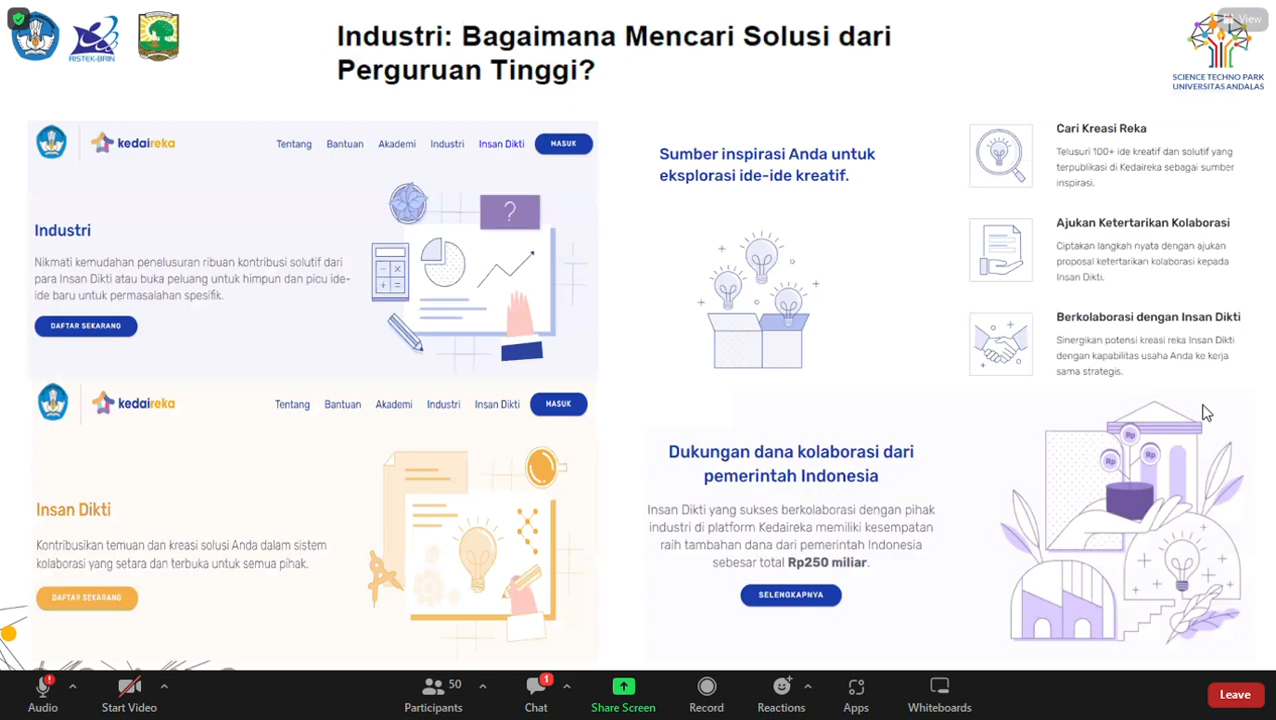 RISTEK-BRIN
Industri: Bagaimana Mencari Solusi dari
Perguruan Tinggi?
View
SCIENCE TECHNO PARK
UNIVERSITAS ANDALAS
kedaireka
Tentang
Bantuan
Akademi
Industri
Insan Dikti
MASUK
Industri
Nikmati kemudahan penelusuran ribuan kontribusi solutif dari
para Insan Dikti atau buka peluang untuk himpun dan picu ide-
ide baru untuk permasalahan spesifik.
DAFTAR SEKARANG
?
Sumber inspirasi Anda untuk
eksplorasi ide-ide kreatif.
Cari Kreasi Reka
Telusuri 100+ ide kreatif dan solutif yang
terpublikasi di Kedaireka sebagai sumber
inspirasi.
Ajukan Ketertarikan Kolaborasi
Ciptakan langkah nyata dengan ajukan
proposal ketertarikan kolaborasi kepada
Insan Dikti.
Berkolaborasi dengan Insan Dikti
Sinergikan potensi kreasi reka Insan Dikti
dengan kapabilitas usaha Anda ke kerja
sama strategis.
kedaireka
Tentang
Bantuan
Akademi
Industri
Insan Dikti
MASUK
Insan Dikti
Kontribusikan temuan dan kreasi solusi Anda dalam sistem
kolaborasi yang setara dan terbuka untuk semua pihak.
DAFTAR SEKARANG
Dukungan dana kolaborasi dari
pemerintah Indonesia
Insan Dikti yang sukses berkolaborasi dengan pihak
industri di platform Kedaireka memiliki kesempatan
raih tambahan dana dari pemerintah Indonesia
sebesar total Rp250 miliar.
SELENGKAPNYA
Rp
Rp
Rp
Audio
Start Video
50
Participants
1
Chat
Share Screen
Record
Reactions
Apps
Whiteboards
Leave